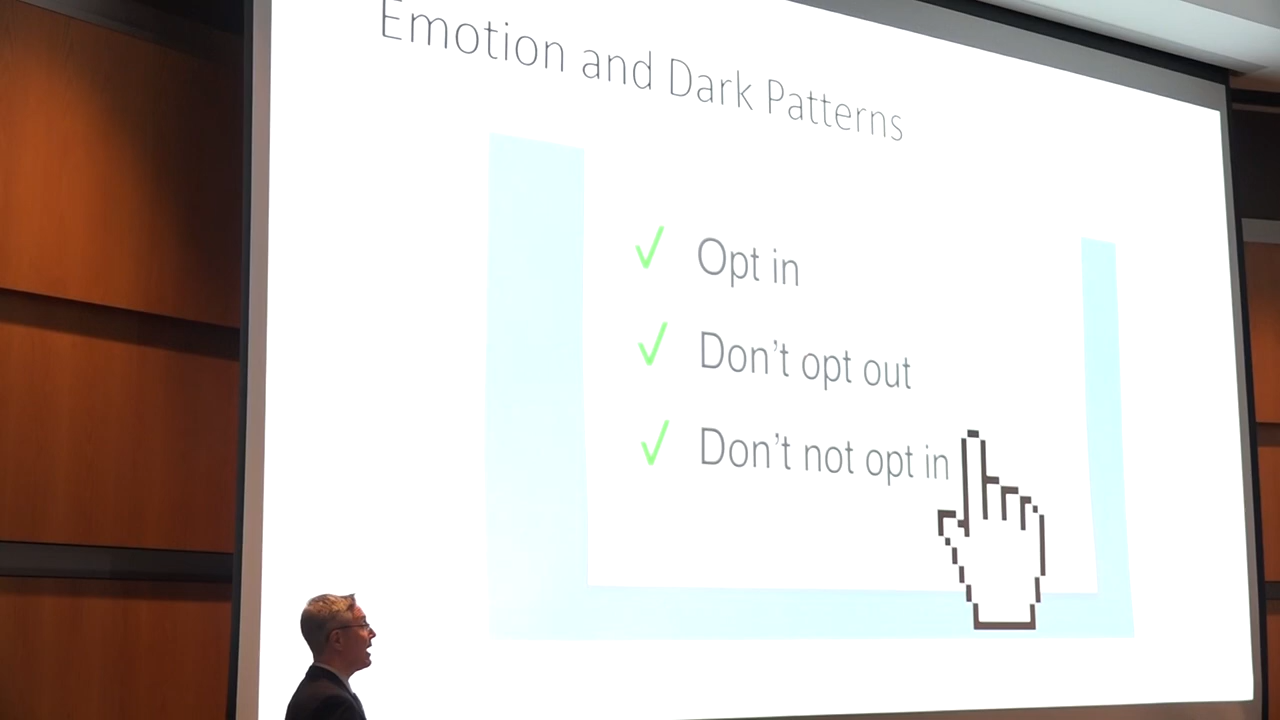 Emotion and Dark Patterns
Opt in
Don't opt out
Don't not opt in